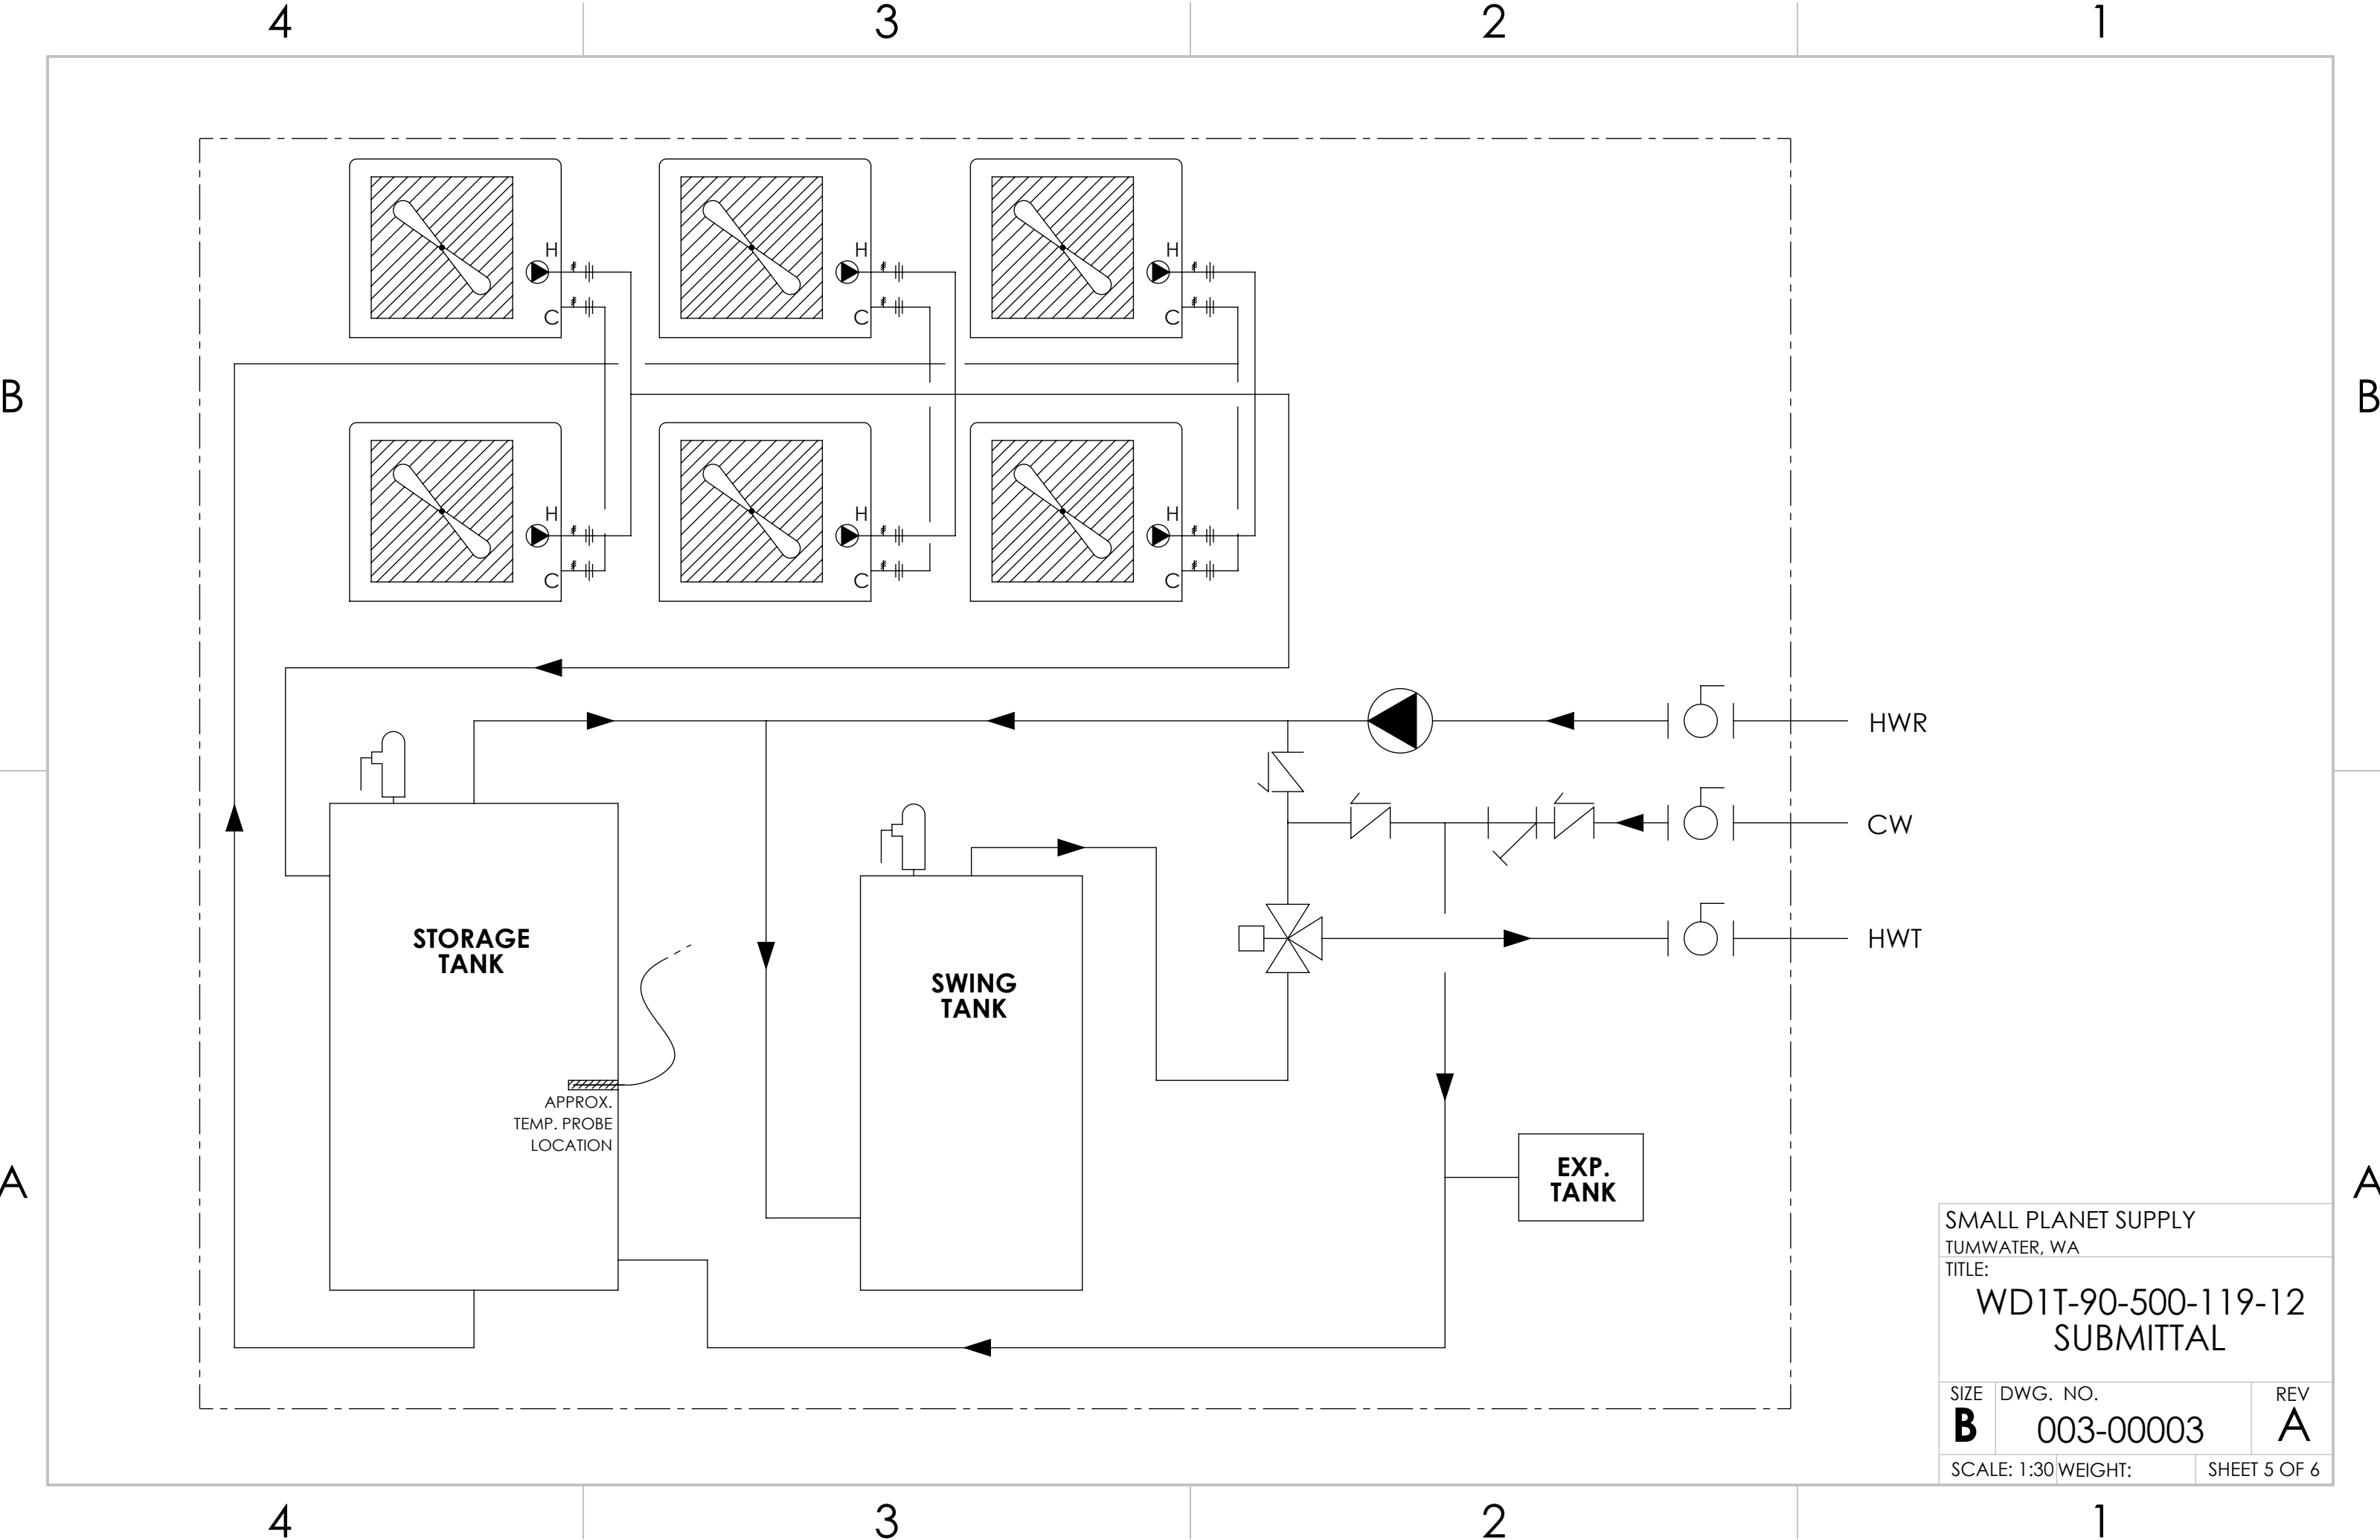 4 3 2 1
H H H
C C C
B B
H H H
C C C
HWR
CW
HWT
STORAGE
TANK
SWING
TANK
APPROX.
TEMP. PROBE
LOCATION
EXP.
TANK
A A
SMALL PLANET SUPPLY
TUMWATER, WA
TITLE:
WD1T-90-500-119-12
SUBMITTAL
SIZE DWG. NO. REV
B 003-00003 A
SCALE: 1:30 WEIGHT: SHEET 5 OF 6
4 3 2 1